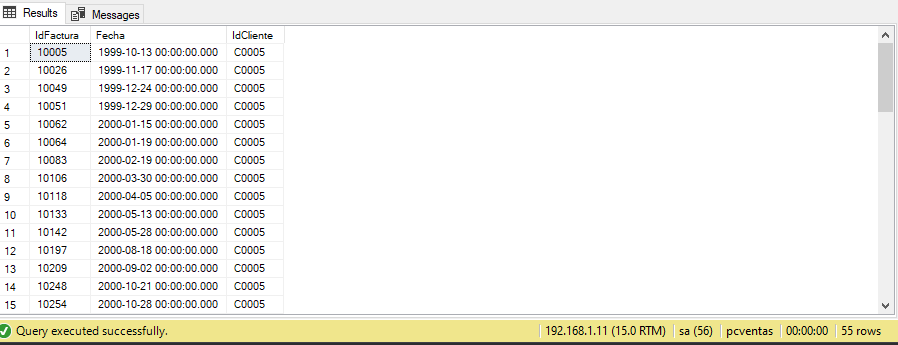 Results Messages
IdFactura Fecha IdCliente
1 10005 1999-10-13 00:00:00.000 C0005
2 10026 1999-11-17 00:00:00.000 C0005
3 10049 1999-12-24 00:00:00.000 C0005
4 10051 1999-12-29 00:00:00.000 C0005
5 10062 2000-01-15 00:00:00.000 C0005
6 10064 2000-01-19 00:00:00.000 C0005
7 10083 2000-02-19 00:00:00.000 C0005
8 10106 2000-03-30 00:00:00.000 C0005
9 10118 2000-04-05 00:00:00.000 C0005
10 10133 2000-05-13 00:00:00.000 C0005
11 10142 2000-05-28 00:00:00.000 C0005
12 10197 2000-08-18 00:00:00.000 C0005
13 10209 2000-09-02 00:00:00.000 C0005
14 10248 2000-10-21 00:00:00.000 C0005
15 10254 2000-10-28 00:00:00.000 C0005
Query executed successfully. 192.168.1.11 (15.0 RTM) sa (56) pcventas 00:00:00 55 rows